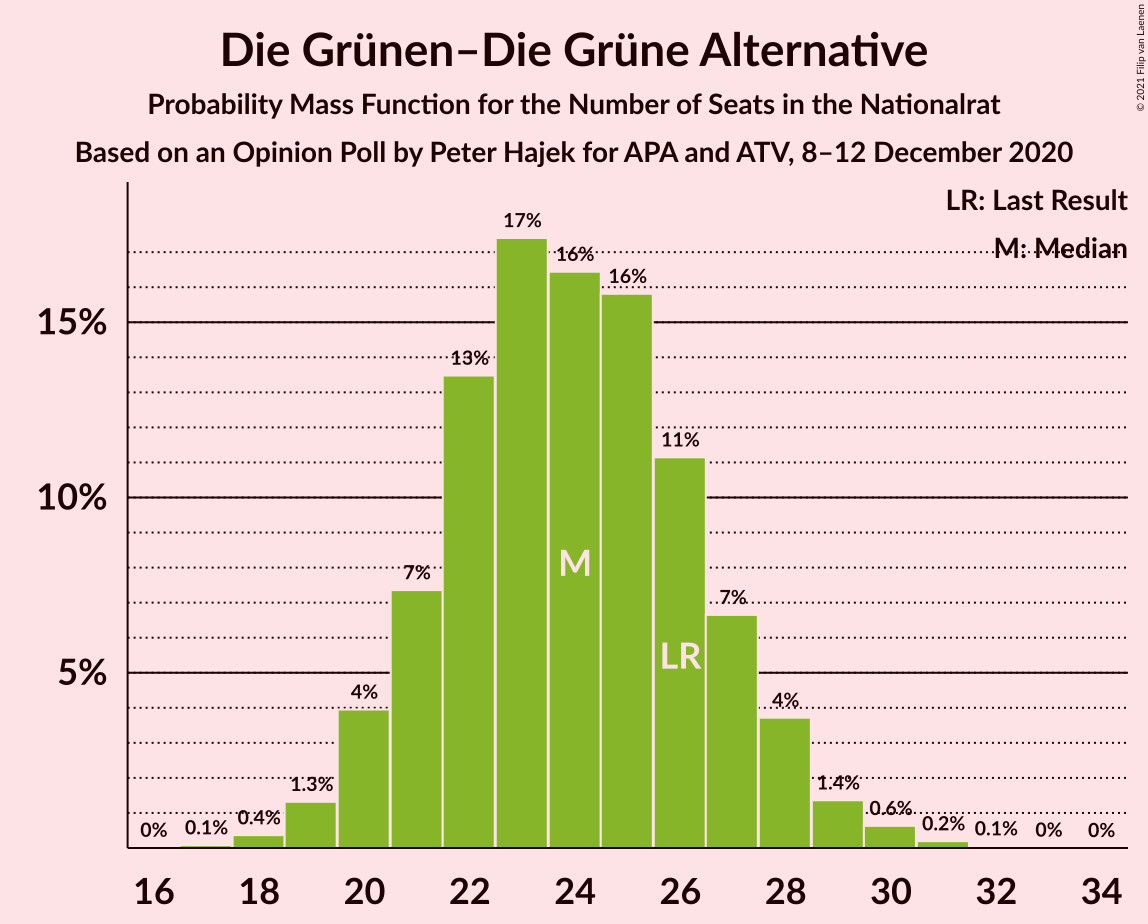 Die Grünen–Die Grüne Alternative
Probability Mass Function for the Number of Seats in the Nationalrat
Based on an Opinion Poll by Peter Hajek for APA and ATV, 8–12 December 2020
© 2021 Filip van Laenen
LR: Last Result
M: Median
15%
10%
5%
0%
0.1%
0.4%
1.3%
4%
7%
13%
17%
16%
16%
11%
7%
4%
1.4%
0.6%
0.2%
0.1%
0%
0%
M
LR
16 18 20 22 24 26 28 30 32 34